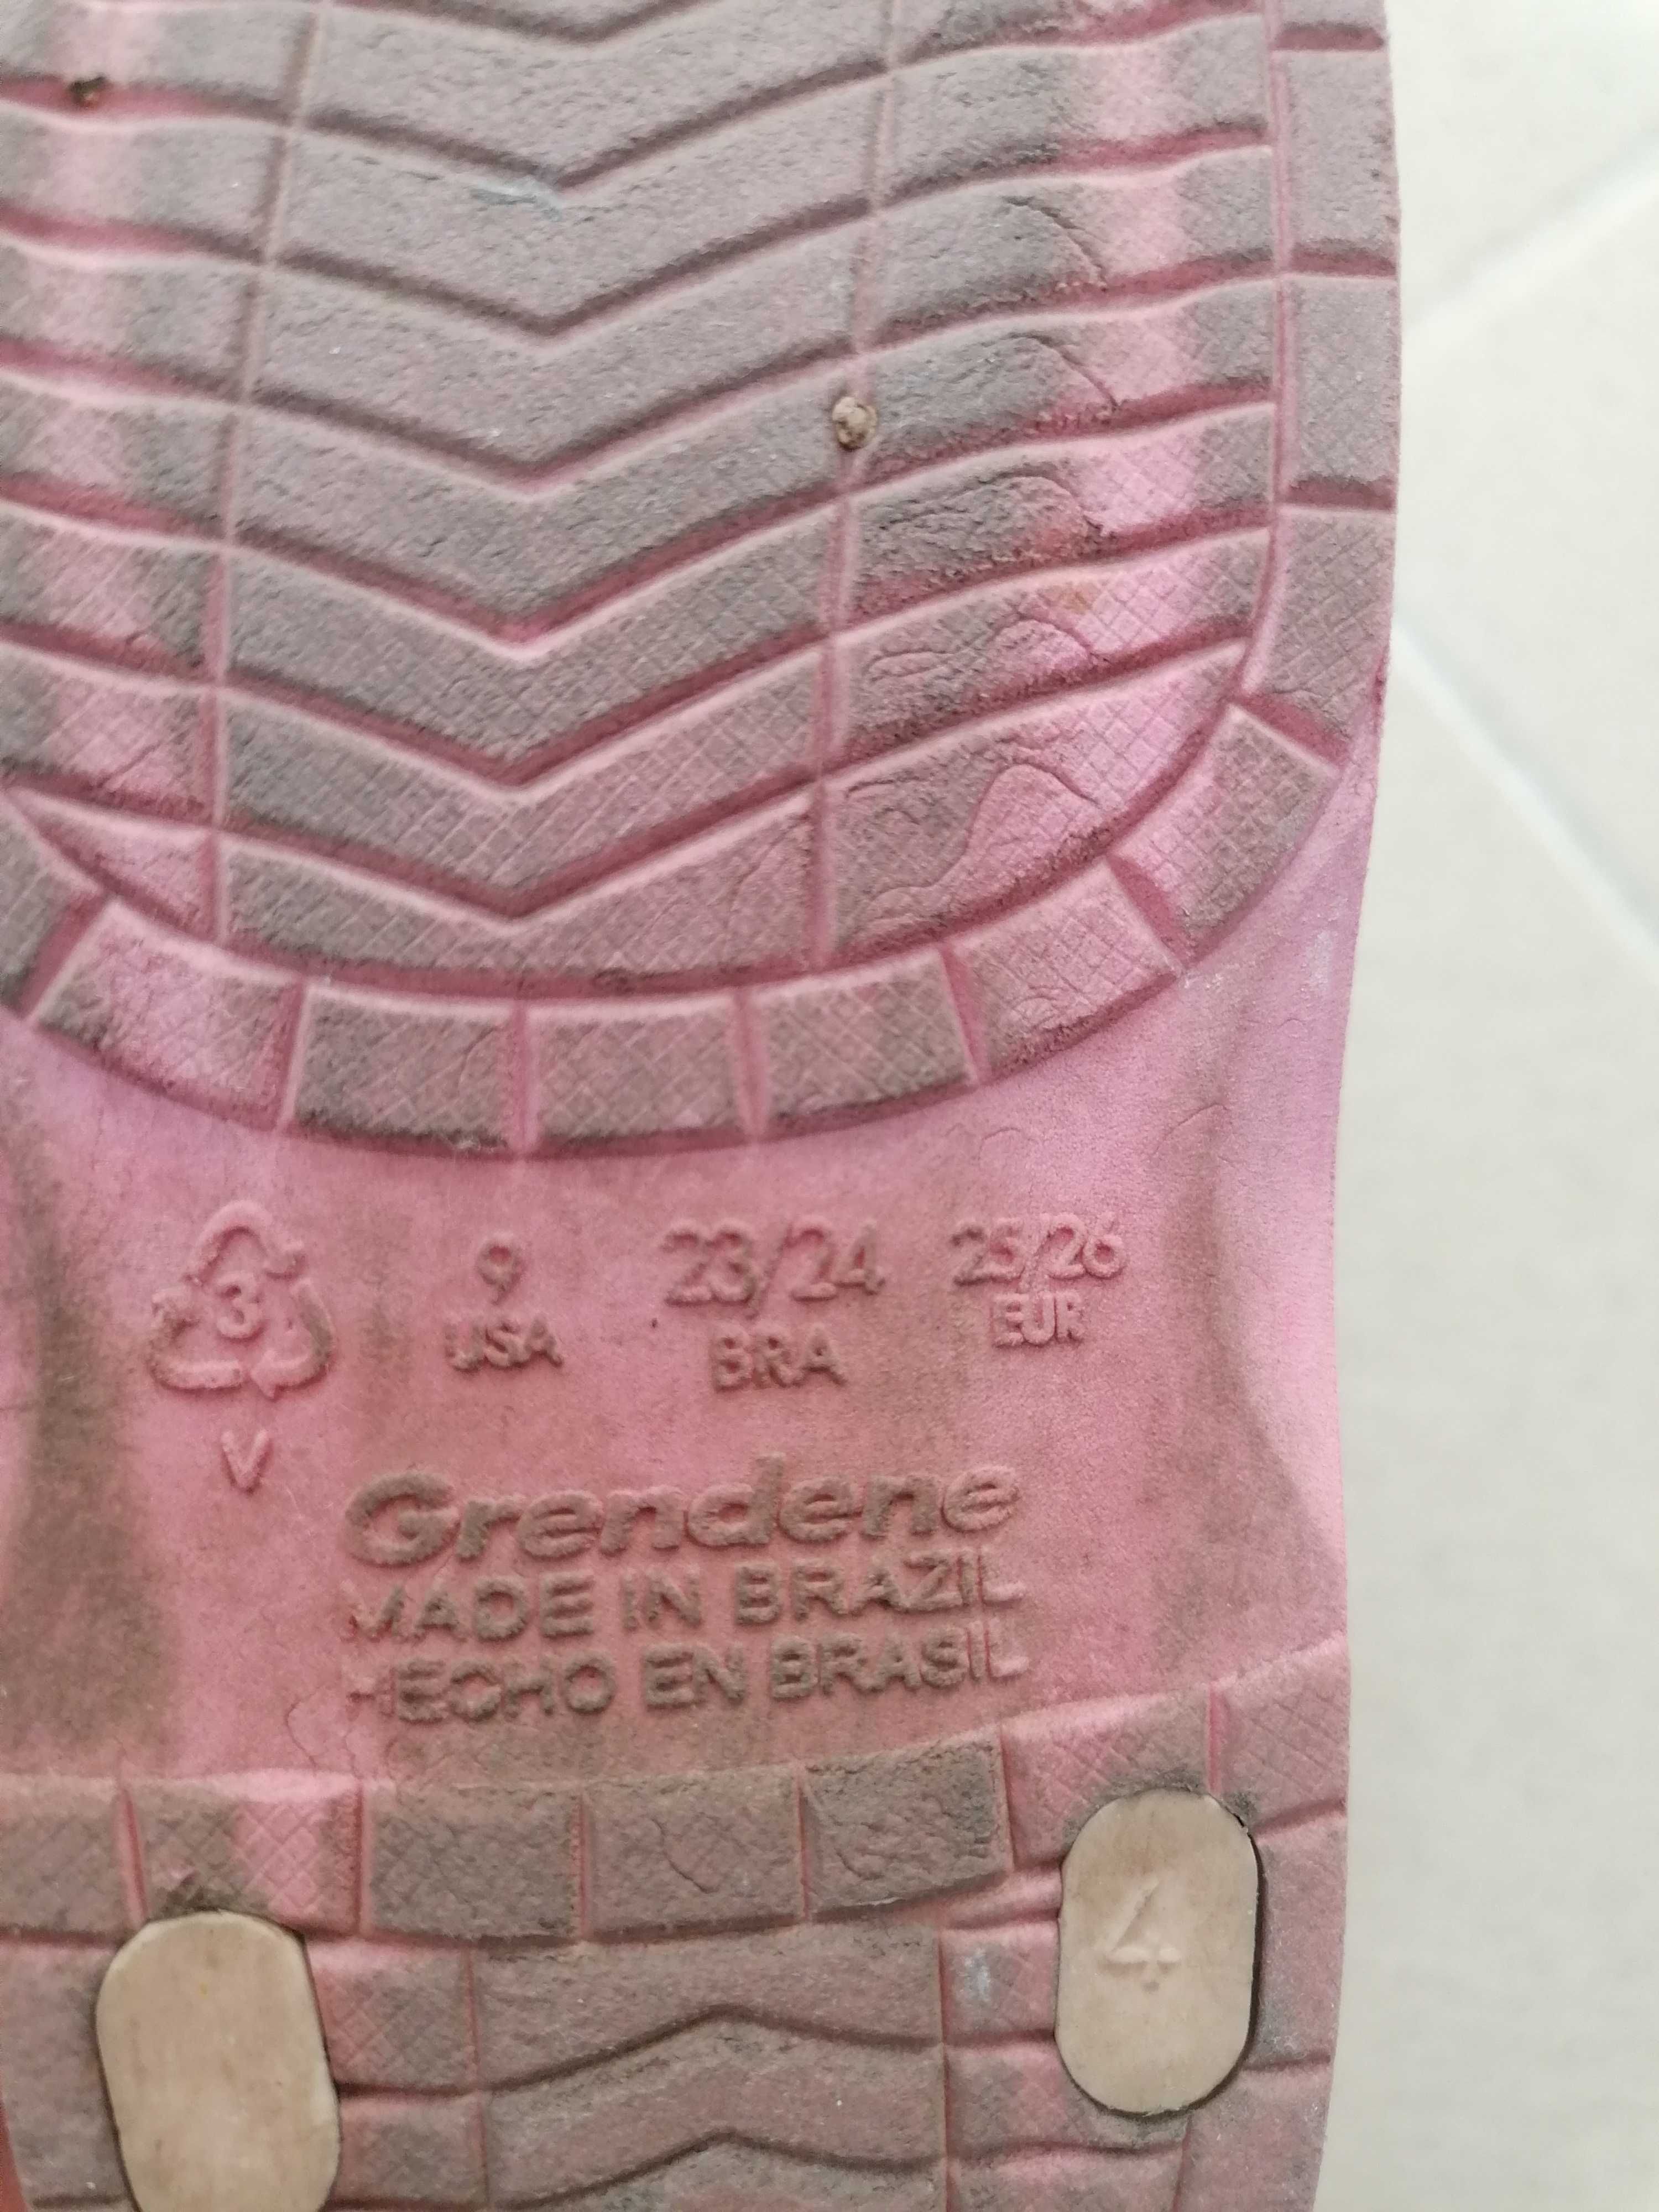 3 9 23/24 25/26
USA BRA EUR
V
Grendene
MADE IN BRAZIL
HECHO EN BRASIL
4